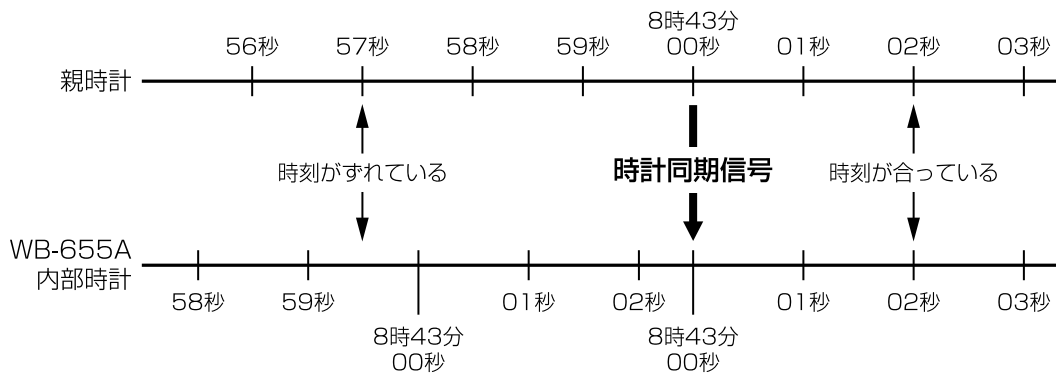 8時43分
56秒 57秒 58秒 59秒 00秒 01秒 02秒 03秒
親時計
時刻がずれている 時計同期信号 時刻が合っている
WB-655A
内部時計
58秒 59秒 01秒 02秒 01秒 02秒 03秒
8時43分 8時43分
00秒 00秒